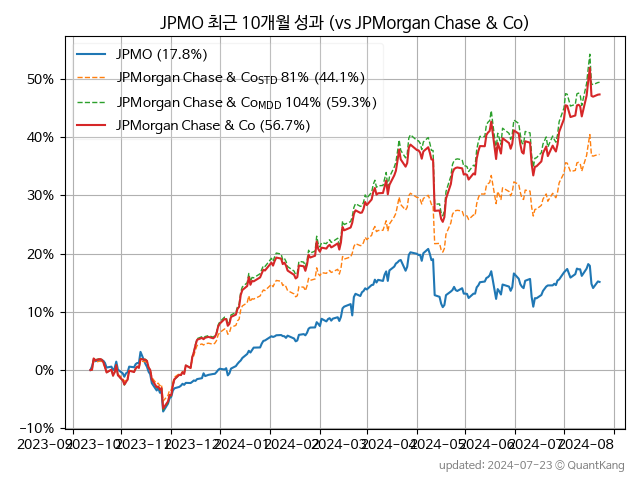 JPMO 최근 10개월 성과 (vs JPMorgan Chase & Co)
JPMO (17.8%)
JPMorgan Chase & Co_STD 81% (44.1%)
JPMorgan Chase & Co_MDD 104% (59.3%)
JPMorgan Chase & Co (56.7%)
50%
40%
30%
20%
10%
0%
−10%
2023-09 2023-10 2023-11 2023-12 2024-01 2024-02 2024-03 2024-04 2024-05 2024-06 2024-07 2024-08
updated: 2024-07-23 © QuantKang